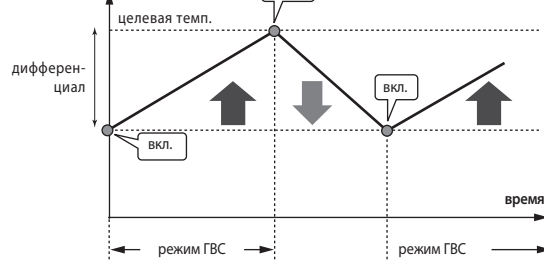 целевая темп.
дифферен-
циал
вкл.
вкл.
время
режим ГВС
режим ГВС